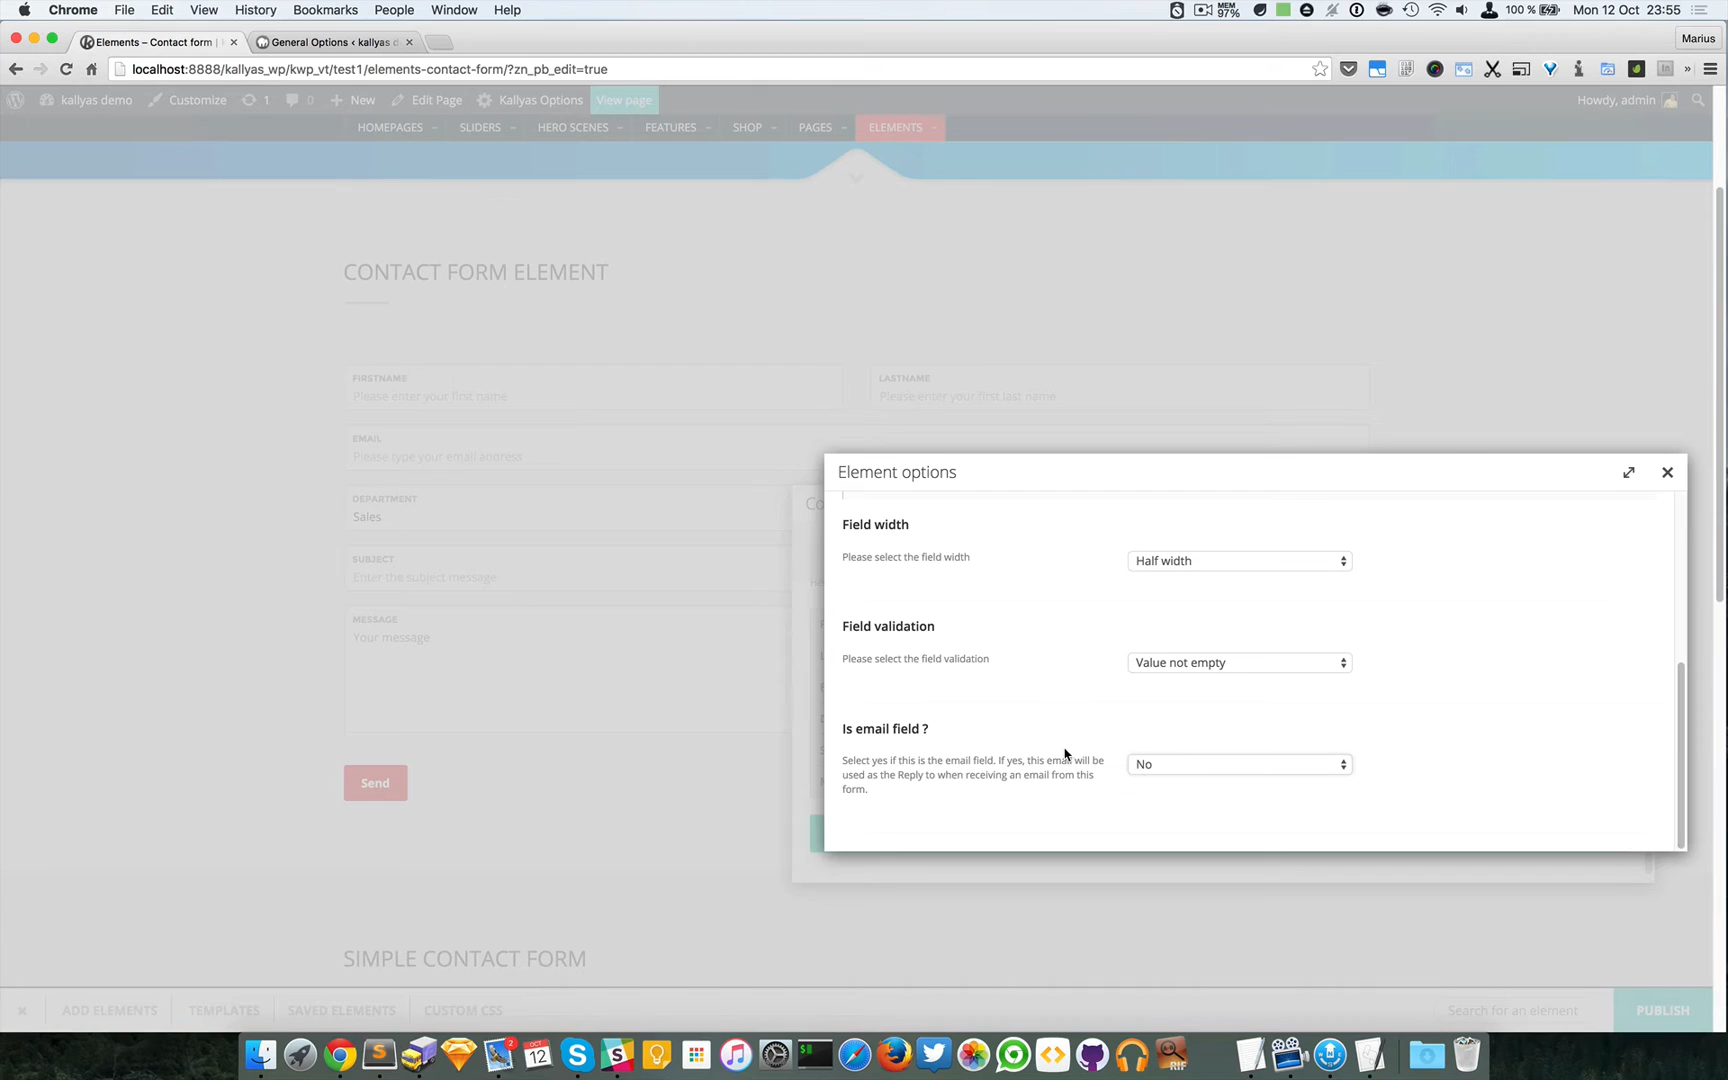 Chrome File Edit View History Bookmarks People Window Help
MEM 97%
100 % Mon 12 Oct 23:55
Elements – Contact form |
General Options ‹ kallyas d
Marius
localhost:8888/kallyas_wp/kwp_vt/test1/elements-contact-form/?zn_pb_edit=true
kallyas demo Customize 1 0 New Edit Page Kallyas Options View page Howdy, admin
HOMEPAGES SLIDERS HERO SCENES FEATURES SHOP PAGES ELEMENTS
CONTACT FORM ELEMENT
FIRSTNAME
Please enter your first name
LASTNAME
Please enter your first last name
EMAIL
Please type your email address
DEPARTMENT
Sales
SUBJECT
Enter the subject message
MESSAGE
Your message
Send
Element options
Field width
Please select the field width
Half width
Field validation
Please select the field validation
Value not empty
Is email field ?
Select yes if this is the email field. If yes, this email will
be used as the Reply to when receiving an email from this
form.
No
SIMPLE CONTACT FORM
ADD ELEMENTS TEMPLATES SAVED ELEMENTS CUSTOM CSS Search for an element PUBLISH
2
OCT
12
RIF